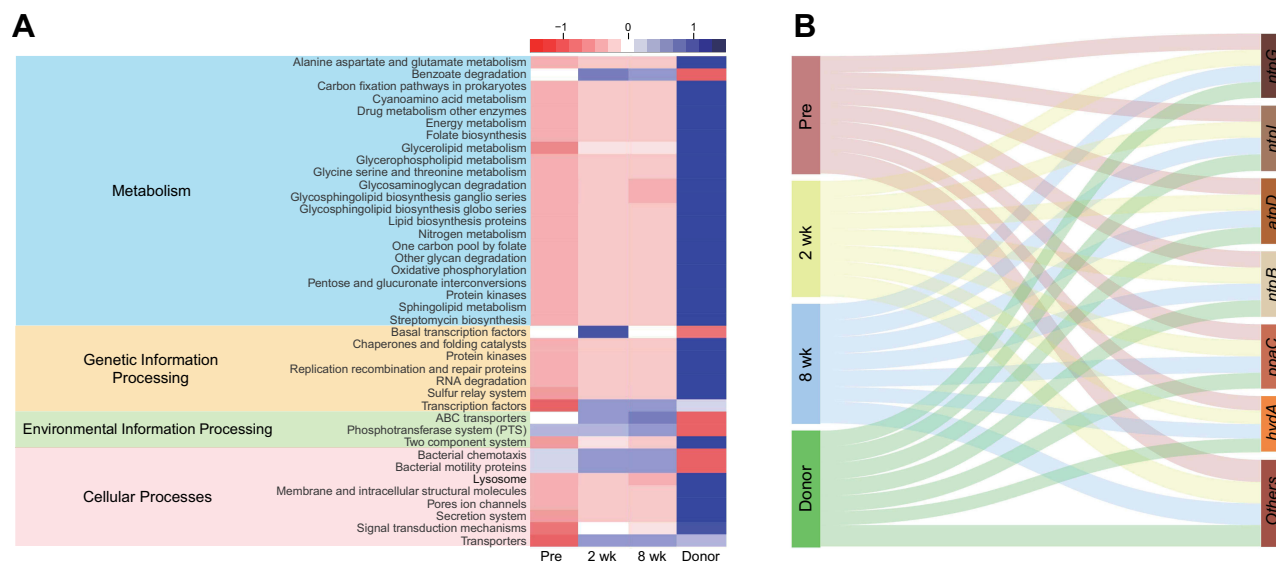 A
−1 0 1
Alanine aspartate and glutamate metabolism
Benzoate degradation
Carbon fixation pathways in prokaryotes
Cyanoamino acid metabolism
Drug metabolism other enzymes
Energy metabolism
Folate biosynthesis
Glycerolipid metabolism
Glycerophospholipid metabolism
Glycine serine and threonine metabolism
Glycosaminoglycan degradation
Glycosphingolipid biosynthesis ganglio series
Glycosphingolipid biosynthesis globo series
Lipid biosynthesis proteins
Nitrogen metabolism
One carbon pool by folate
Other glycan degradation
Oxidative phosphorylation
Pentose and glucuronate interconversions
Protein kinases
Sphingolipid metabolism
Streptomycin biosynthesis
Metabolism
Basal transcription factors
Chaperones and folding catalysts
Protein kinases
Replication recombination and repair proteins
RNA degradation
Sulfur relay system
Transcription factors
Genetic Information
Processing
ABC transporters
Phosphotransferase system (PTS)
Two component system
Environmental Information Processing
Bacterial chemotaxis
Bacterial motility proteins
Lysosome
Membrane and intracellular structural molecules
Pores ion channels
Secretion system
Signal transduction mechanisms
Transporters
Cellular Processes
Pre 2 wk 8 wk Donor
B
Pre
2 wk
8 wk
Donor
ntpG
ntpI
atpD
ntpB
ppaC
hydA
Others